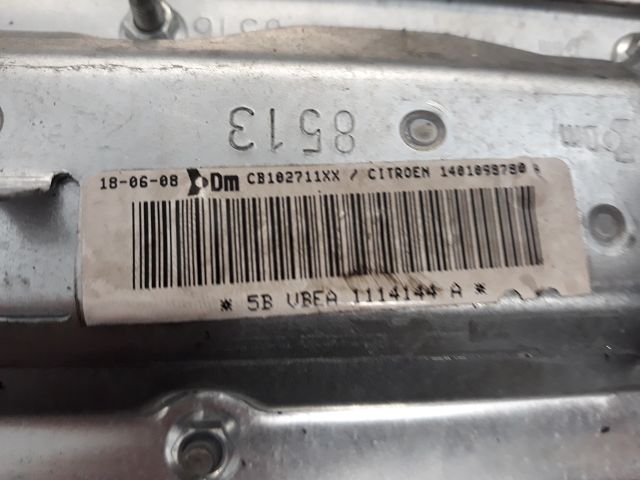 8513
18-06-08 Dm CB102711XX / CITROEN 1401098780
* 5B VBEA 1114144 A *